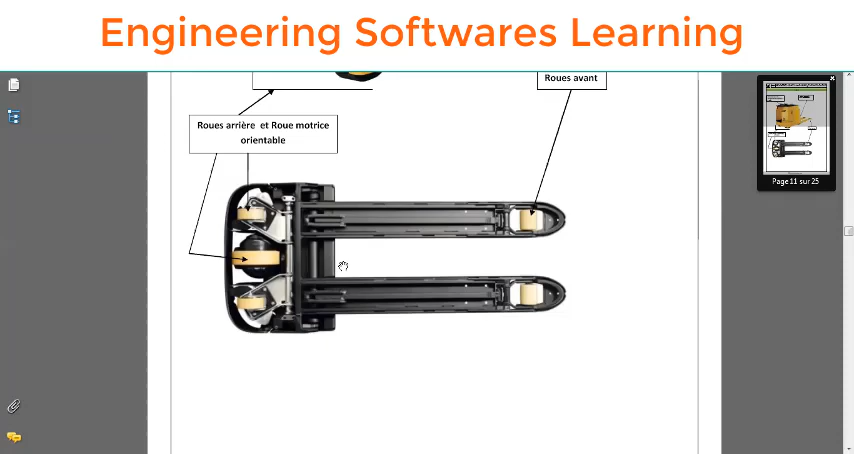 Engineering Softwares Learning
Roues avant
Roues arrière et Roue motrice
orientable
Page 11 sur 25